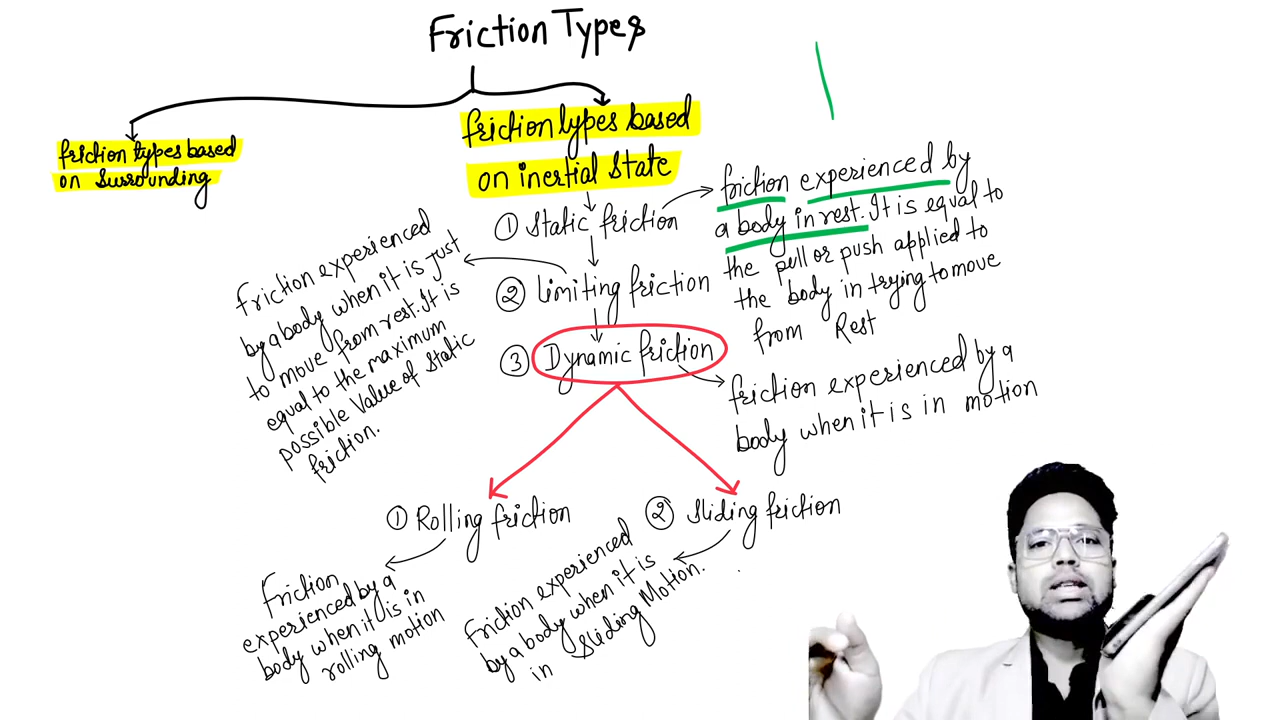 Friction Types
friction types based
on Surrounding
friction types based
on inertial State
① Static friction
friction experienced by
a body in rest. It is equal to
the pull or push applied to
the body in trying to move
from Rest
② limiting friction
Friction experienced
by a body when it is just
to move from rest. It is
equal to the maximum
possible Value of Static
friction.
③ Dynamic friction
friction experienced by a
body when it is in motion
① Rolling friction
Friction
experienced by a
body when it is in
rolling motion
② Sliding friction
Friction experienced
by a body when it is
in Sliding Motion.